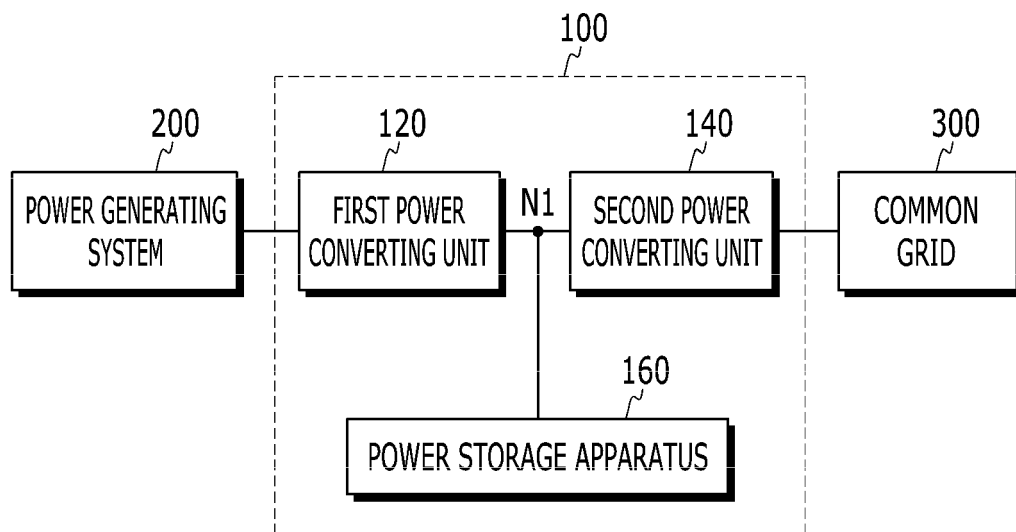 100
200
120
140
300
POWER GENERATING
SYSTEM
FIRST POWER
CONVERTING UNIT
N1
SECOND POWER
CONVERTING UNIT
COMMON
GRID
160
POWER STORAGE APPARATUS